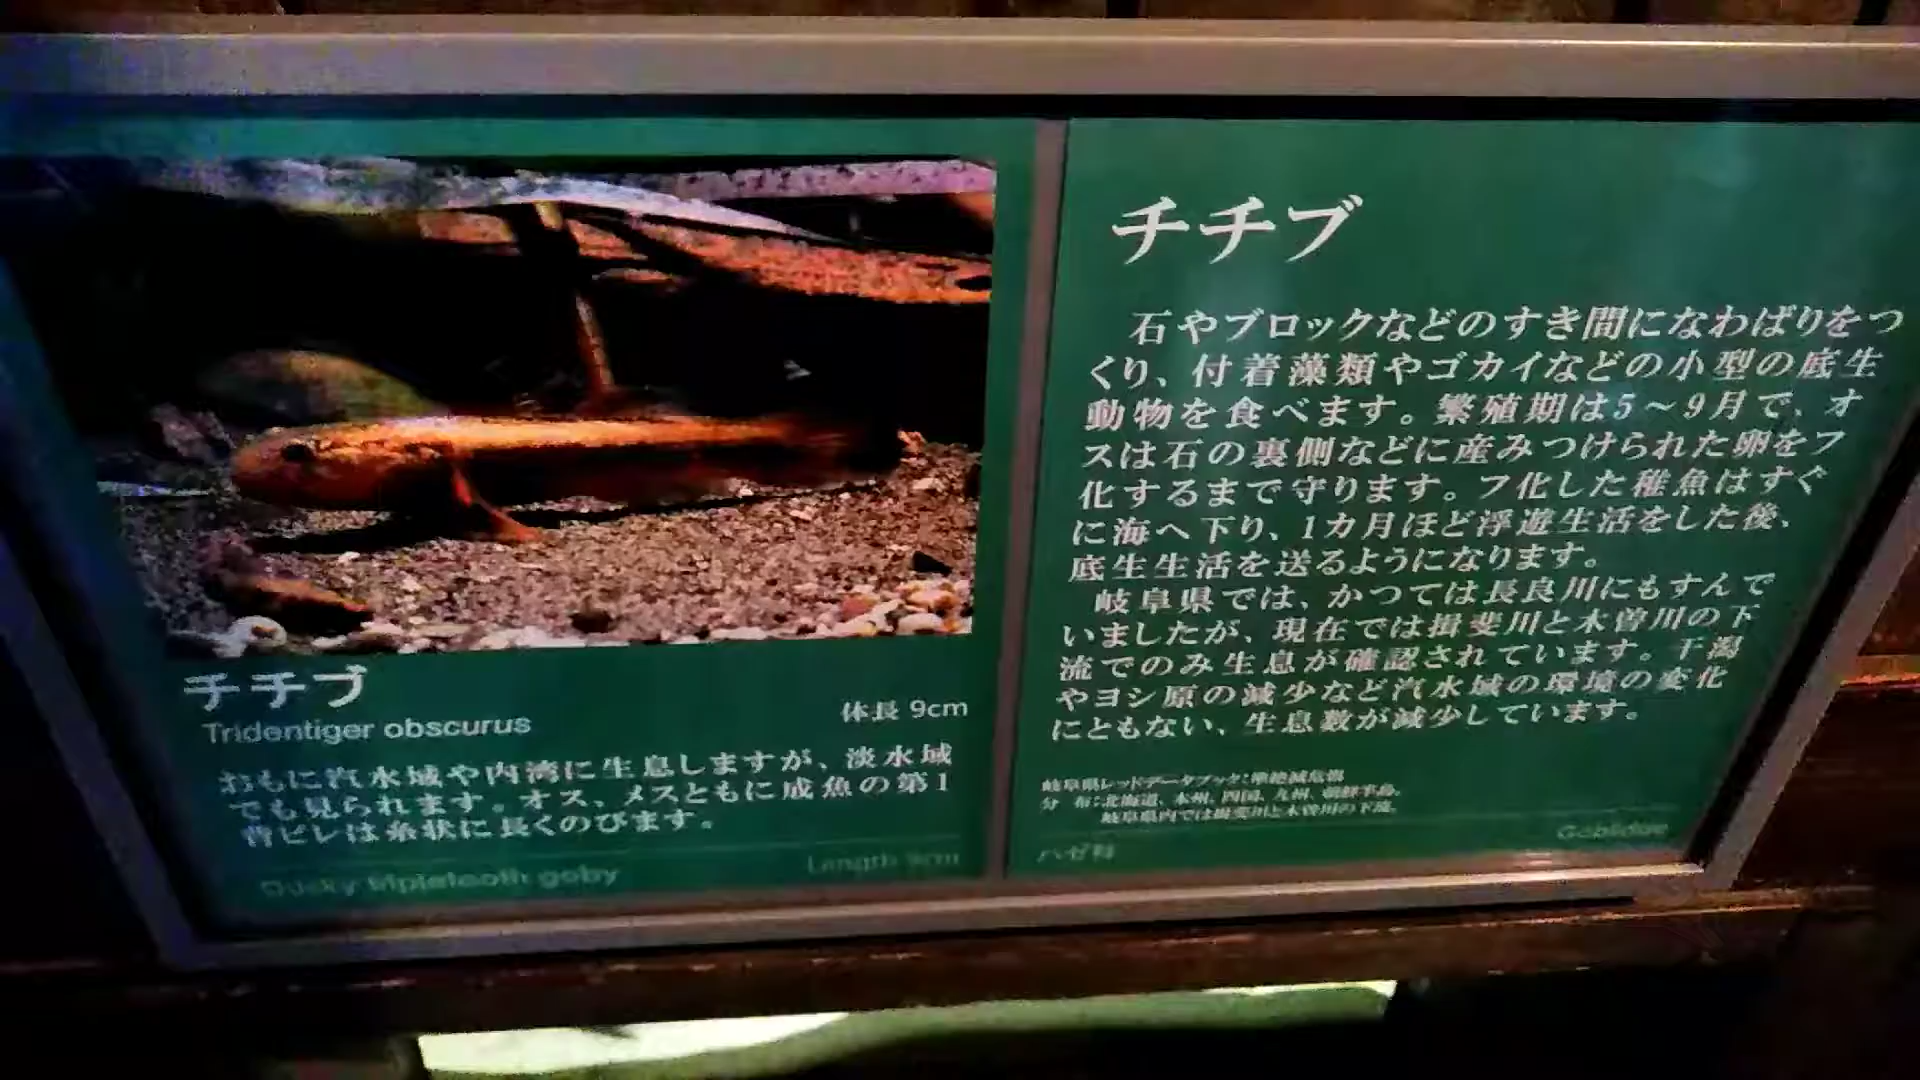 チチブ
Tridentiger obscurus
体長 9cm
おもに汽水域や内湾に生息しますが、淡水域
でも見られます。オス、メスともに成魚の第1
背ビレは糸状に長くのびます。
Dusky tripletooth goby
Length 9cm
チチブ
石やブロックなどのすき間になわばりをつ
くり、付着藻類やゴカイなどの小型の底生
動物を食べます。繁殖期は5～9月で、オ
スは石の裏側などに産みつけられた卵をフ
化するまで守ります。フ化した稚魚はすぐ
に海へ下り、1カ月ほど浮遊生活をした後、
底生生活を送るようになります。
岐阜県では、かつては長良川にもすんで
いましたが、現在では揖斐川と木曽川の下
流でのみ生息が確認されています。干潟
やヨシ原の減少など汽水域の環境の変化
にともない、生息数が減少しています。
岐阜県レッドデータブック：準絶滅危惧
分 布：北海道、本州、四国、九州、朝鮮半島。
岐阜県内では揖斐川と木曽川の下流。
ハゼ科
Gobiidae